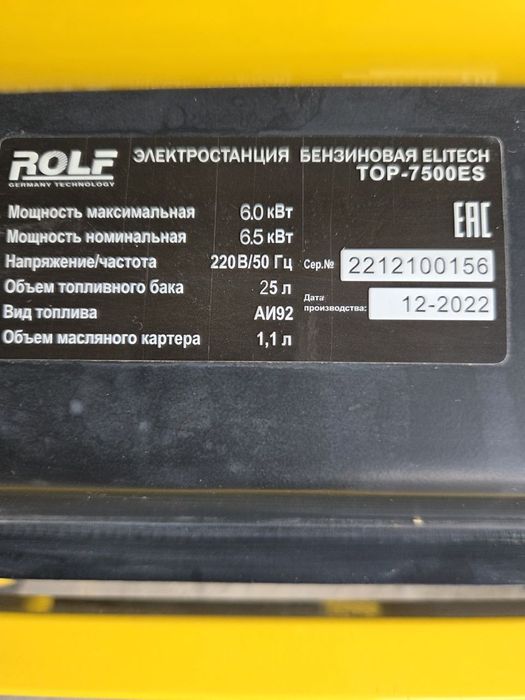 ROLF
GERMANY TECHNOLOGY
ЭЛЕКТРОСТАНЦИЯ БЕНЗИНОВАЯ ELITECH
TOP-7500ES
Мощность максимальная 6.0 кВт
Мощность номинальная 6.5 кВт
Напряжение/частота 220В/50 Гц
Объем топливного бака 25 л
Вид топлива АИ92
Объем масляного картера 1,1 л
EAC
Сер.№ 2212100156
Дата
производства: 12-2022